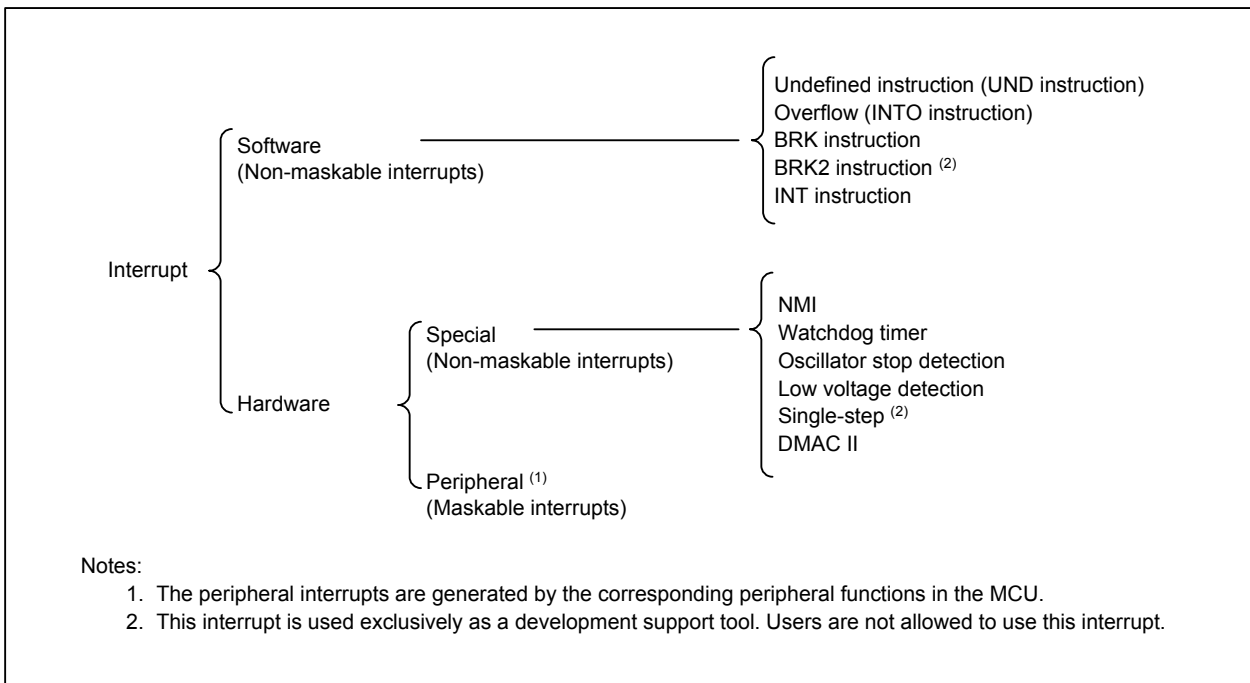 Undefined instruction (UND instruction)
Overflow (INTO instruction)
BRK instruction
BRK2 instruction (2)
INT instruction
Software
(Non-maskable interrupts)
Interrupt
Hardware
Special
(Non-maskable interrupts)
NMI
Watchdog timer
Oscillator stop detection
Low voltage detection
Single-step (2)
DMAC II
Peripheral (1)
(Maskable interrupts)
Notes:
1. The peripheral interrupts are generated by the corresponding peripheral functions in the MCU.
2. This interrupt is used exclusively as a development support tool. Users are not allowed to use this interrupt.